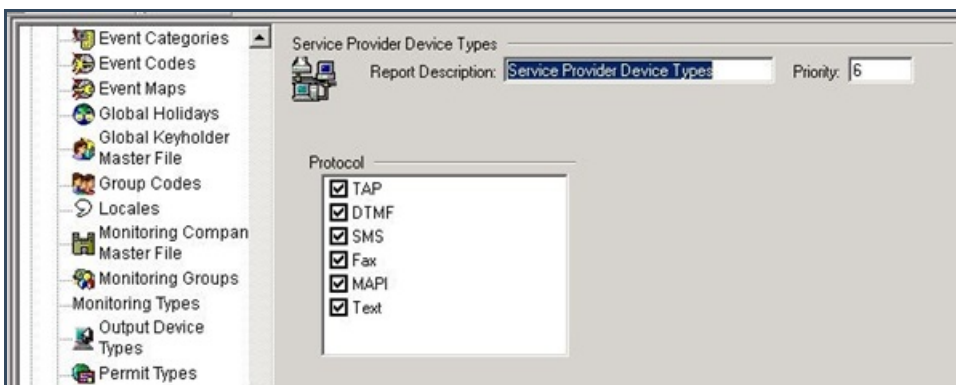 Event Categories
Event Codes
Event Maps
Global Holidays
Global Keyholder
Master File
Group Codes
Locales
Monitoring Compan
Master File
Monitoring Groups
Monitoring Types
Output Device
Types
Permit Types
Service Provider Device Types
Report Description: Service Provider Device Types Priority: 6
Protocol
TAP
DTMF
SMS
Fax
MAPI
Text